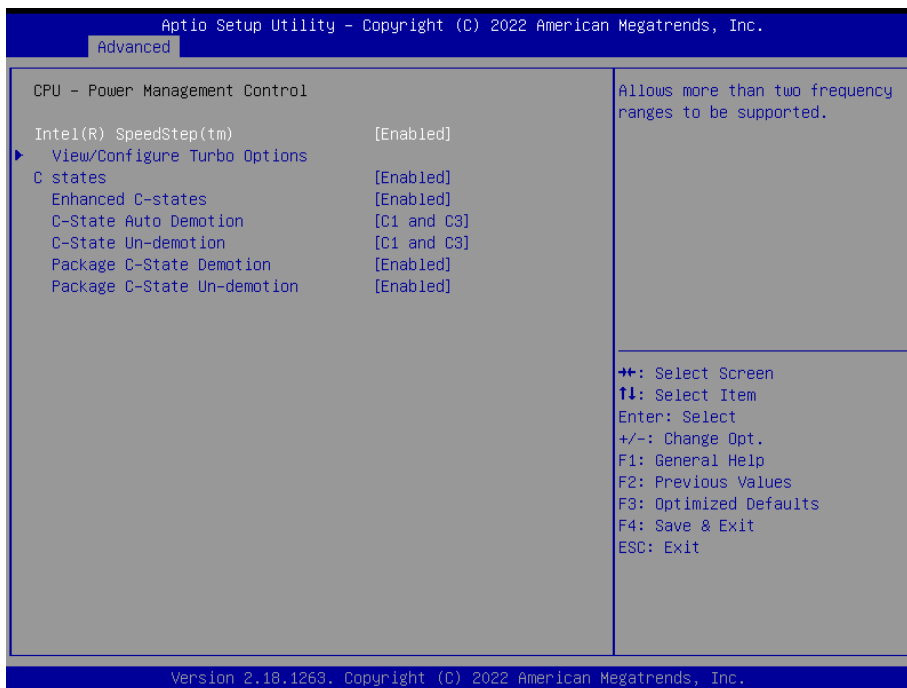 Aptio Setup Utility – Copyright (C) 2022 American Megatrends, Inc.
Advanced
CPU – Power Management Control
Intel(R) SpeedStep(tm) [Enabled]
View/Configure Turbo Options
C states [Enabled]
Enhanced C-states [Enabled]
C-State Auto Demotion [C1 and C3]
C-State Un-demotion [C1 and C3]
Package C-State Demotion [Enabled]
Package C-State Un-demotion [Enabled]
Allows more than two frequency
ranges to be supported.
→←: Select Screen
↑↓: Select Item
Enter: Select
+/-: Change Opt.
F1: General Help
F2: Previous Values
F3: Optimized Defaults
F4: Save & Exit
ESC: Exit
Version 2.18.1263. Copyright (C) 2022 American Megatrends, Inc.